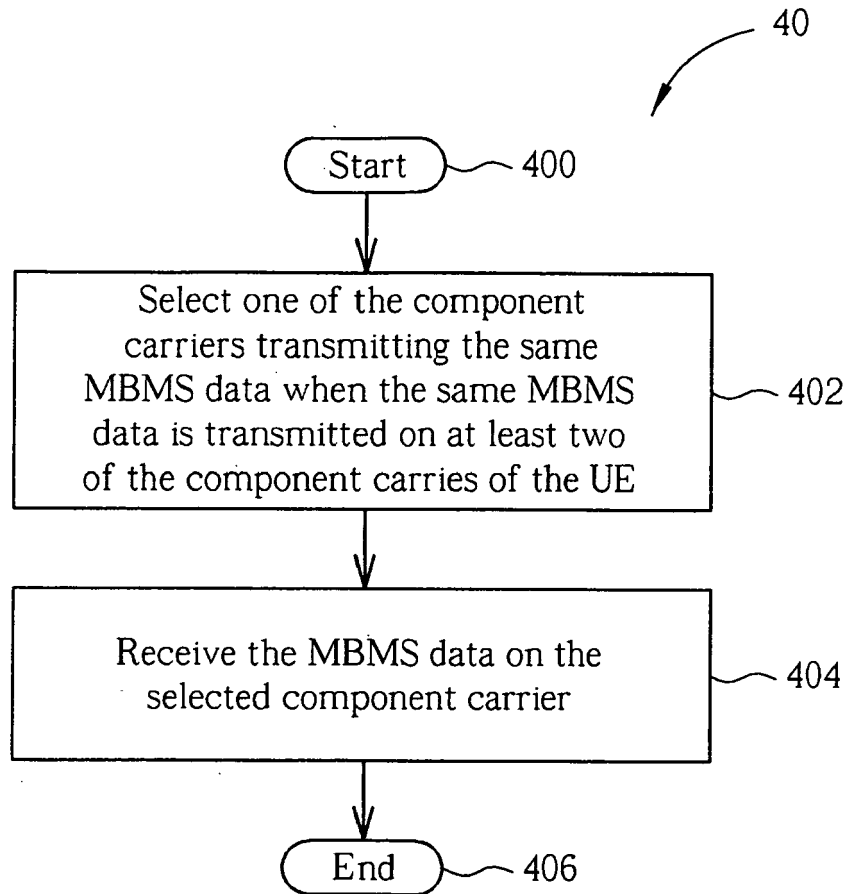 40
Start
400
Select one of the component
carriers transmitting the same
MBMS data when the same MBMS
data is transmitted on at least two
of the component carries of the UE
402
Receive the MBMS data on the
selected component carrier
404
End
406